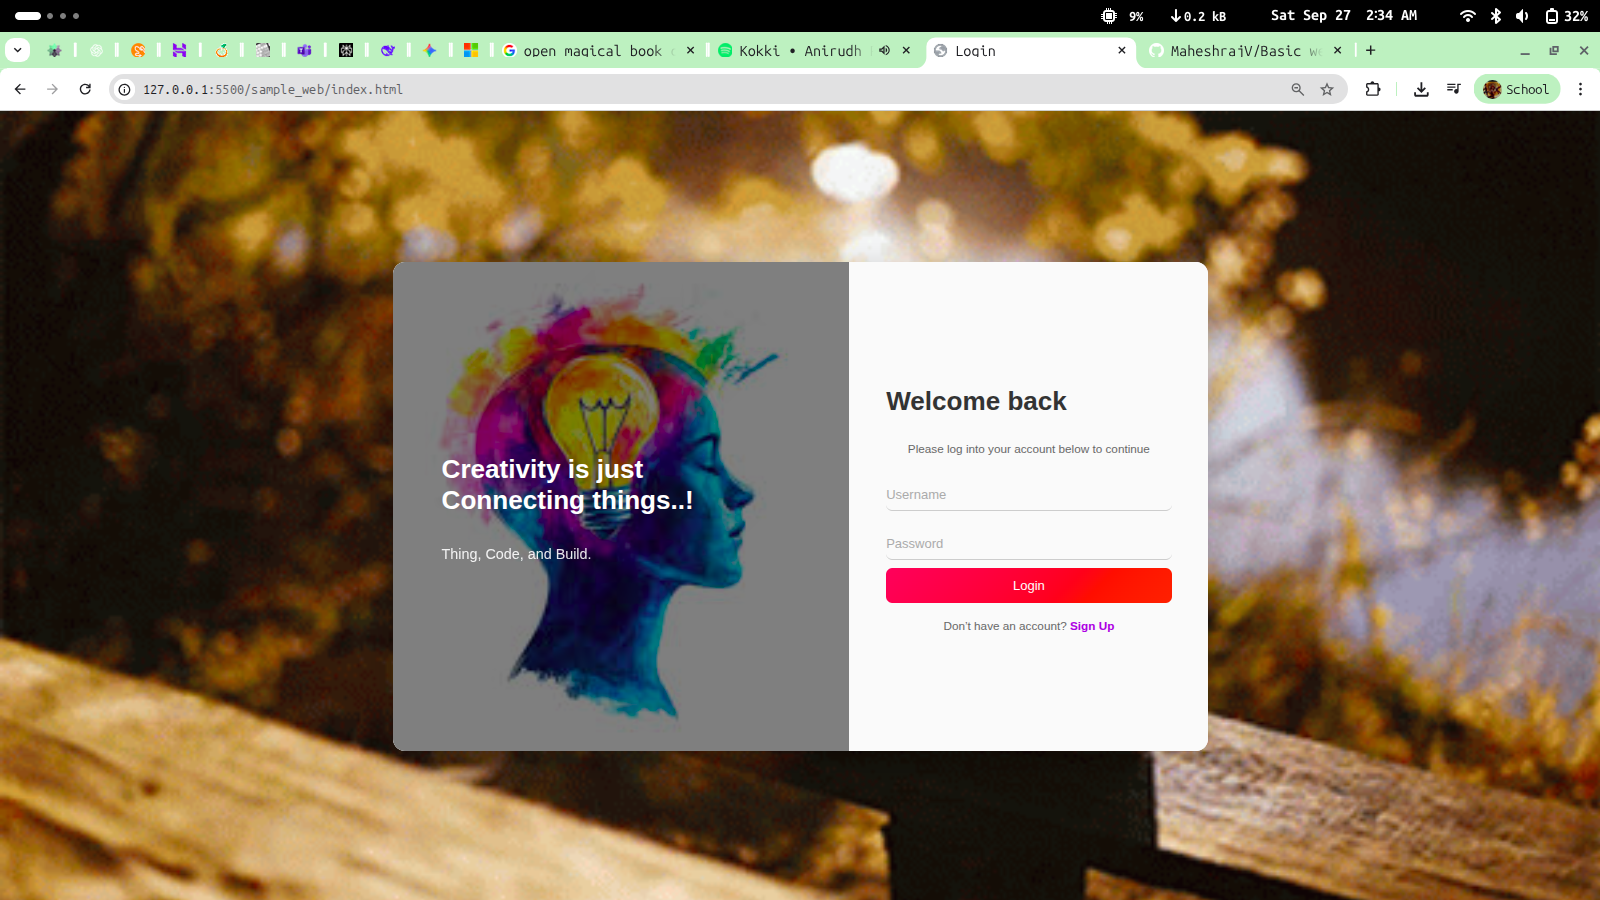 9%
0.2 kB
Sat Sep 27 2:34 AM
32%
open magical book
Kokki • Anirudh
Login
MaheshrajV/Basic we
127.0.0.1:5500/sample_web/index.html
School
Creativity is just
Connecting things..!
Thing, Code, and Build.
Welcome back
Please log into your account below to continue
Username
Password
Login
Don't have an account? Sign Up